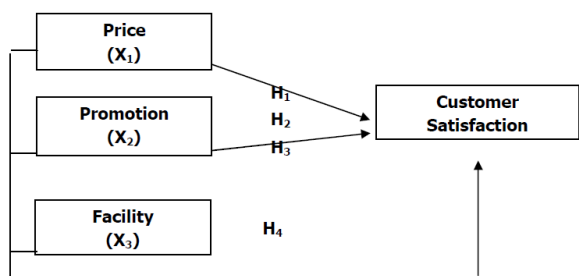 Price
(X₁)
H₁
Customer
Satisfaction
Promotion
(X₂)
H₂
H₃
Facility
(X₃)
H₄